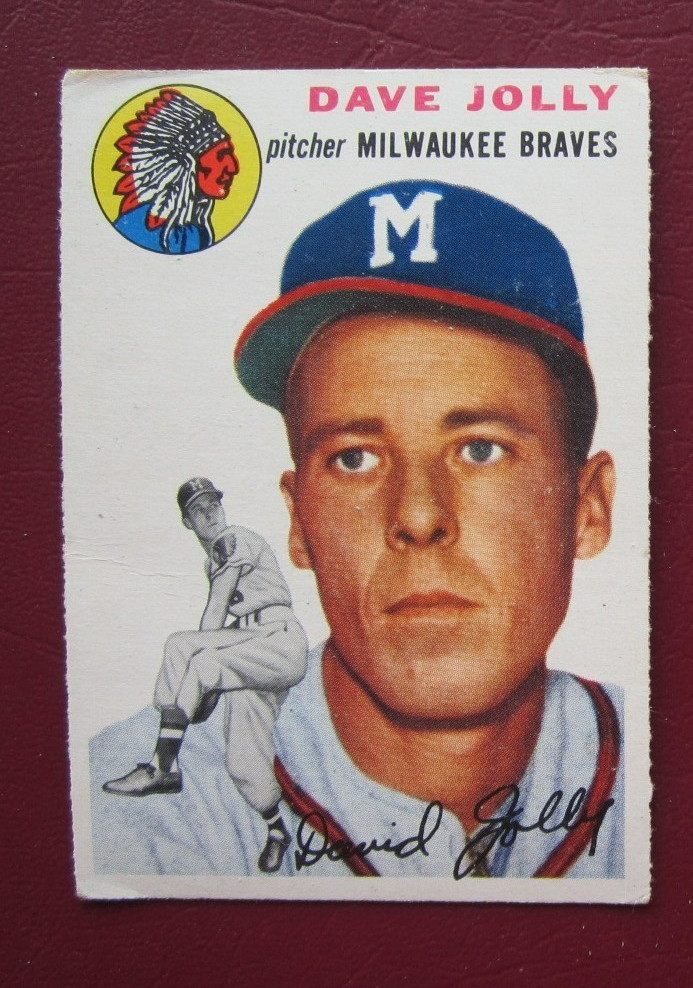 DAVE JOLLY
pitcher MILWAUKEE BRAVES
M
M
David Jolly